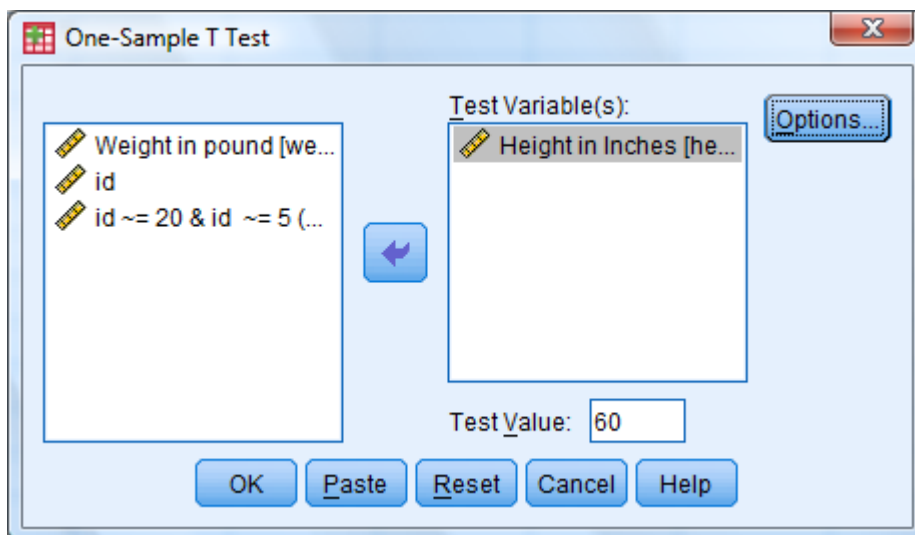 One-Sample T Test
Test Variable(s):
Weight in pound [we...
id
id ~= 20 & id ~= 5 (...
Height in Inches [he...
Options...
Test Value: 60
OK Paste Reset Cancel Help